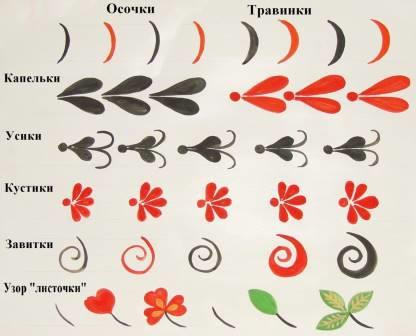 Осочки
Травинки
Капельки
Усики
Кустики
Завитки
Узор "листочки"